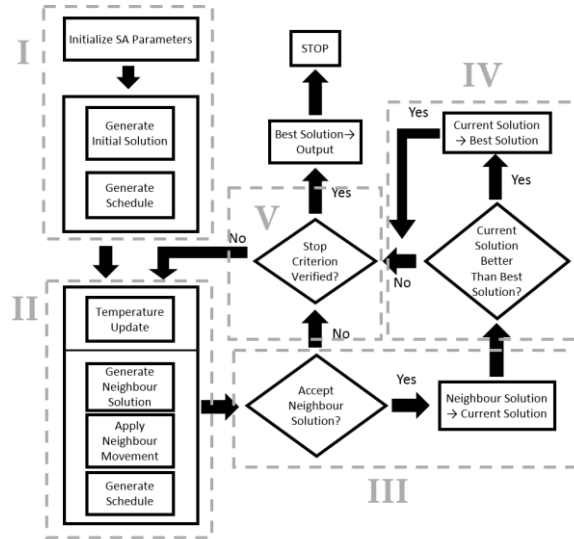 I
Initialize SA Parameters
Generate
Initial Solution
Generate
Schedule
II
Temperature
Update
Generate
Neighbour
Solution
Apply
Neighbour
Movement
Generate
Schedule
III
Accept
Neighbour
Solution?
Yes
No
Neighbour Solution
→ Current Solution
IV
Current
Solution
Better
Than Best
Solution?
Yes
No
Current Solution
→ Best Solution
Yes
V
Stop
Criterion
Verified?
No
Yes
Best Solution→
Output
STOP